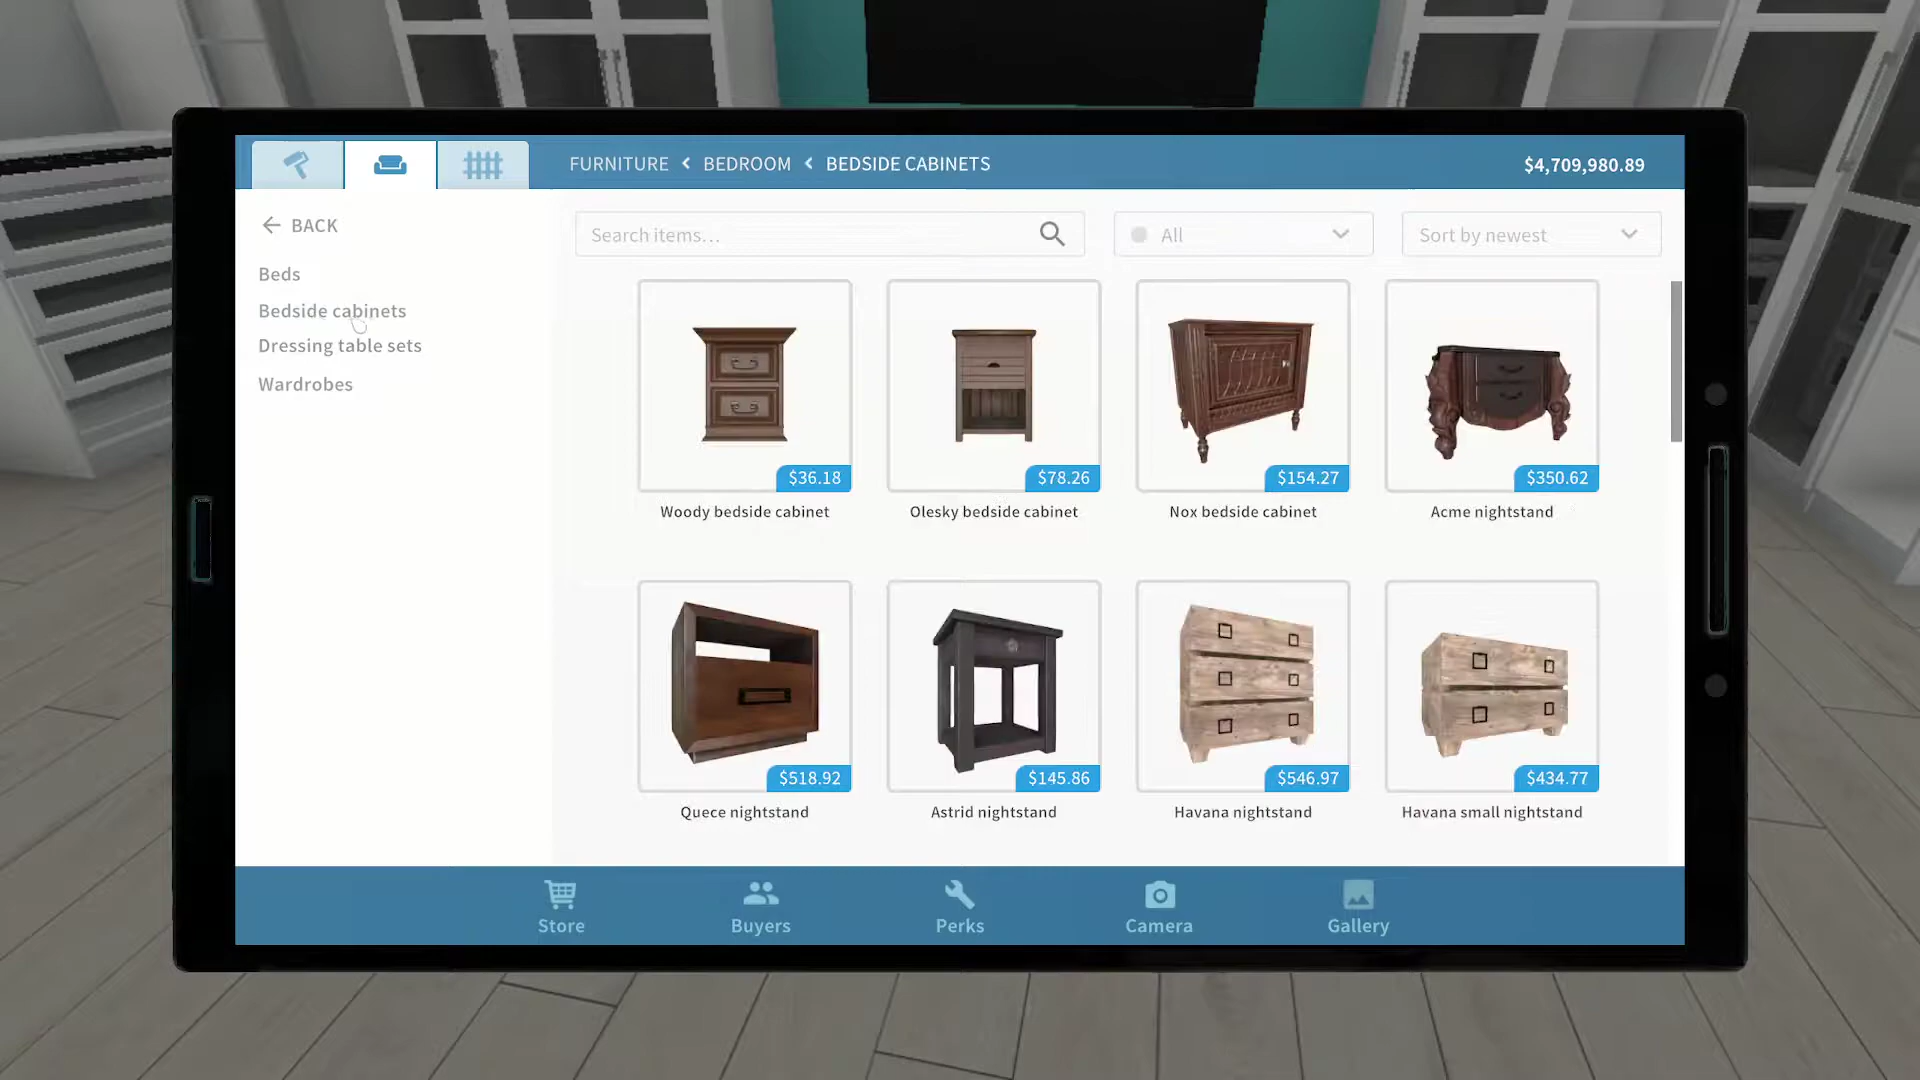 FURNITURE < BEDROOM < BEDSIDE CABINETS
$4,709,980.89
BACK
Beds
Bedside cabinets
Dressing table sets
Wardrobes
Search items...
All
Sort by newest
$36.18
Woody bedside cabinet
$78.26
Olesky bedside cabinet
$154.27
Nox bedside cabinet
$350.62
Acme nightstand
$518.92
Quece nightstand
$145.86
Astrid nightstand
$546.97
Havana nightstand
$434.77
Havana small nightstand
Store
Buyers
Perks
Camera
Gallery